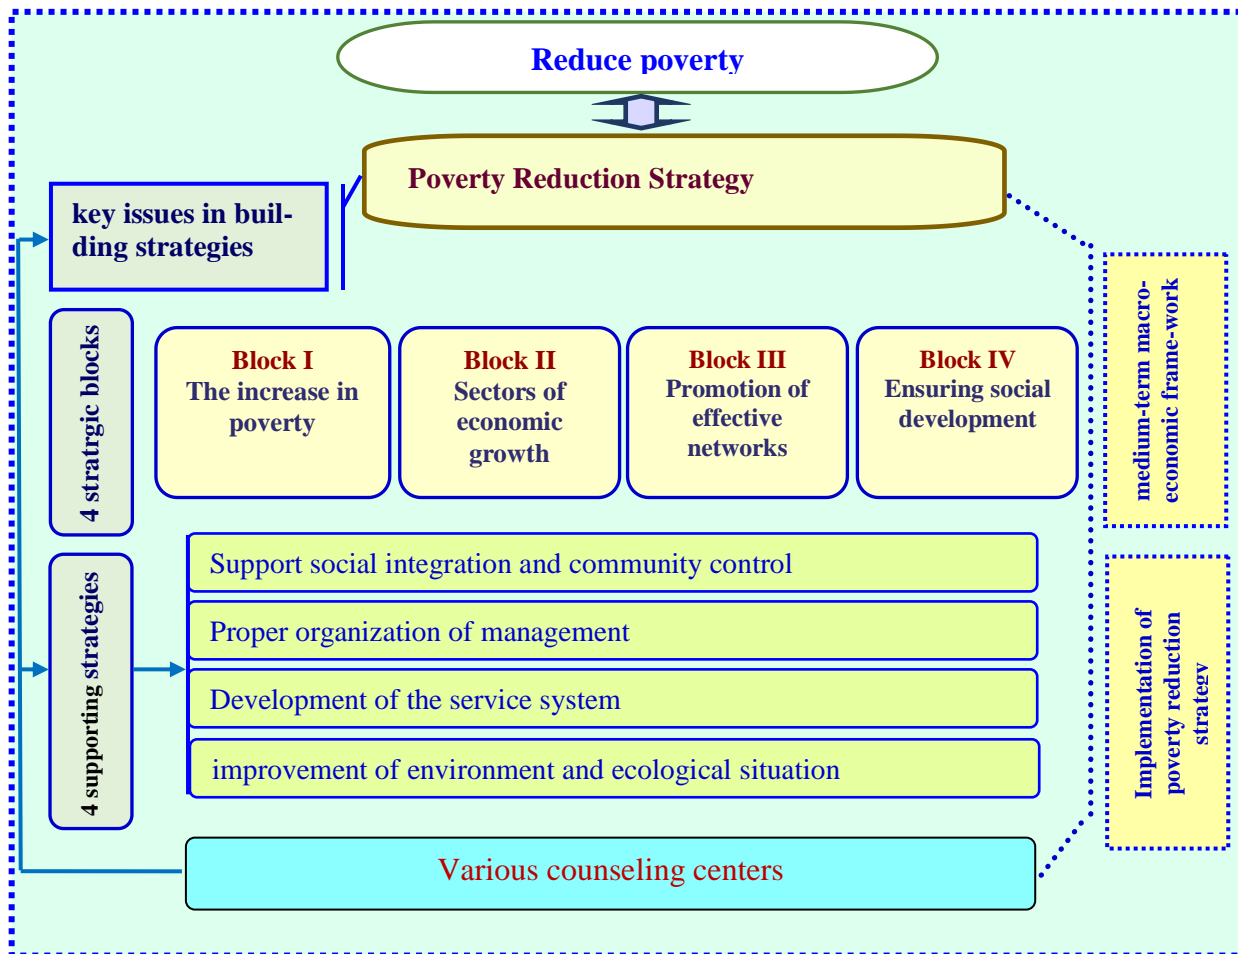 Reduce poverty
Poverty Reduction Strategy
key issues in buil-
ding strategies
4 stratrgic blocks
Block I
The increase in
poverty
Block II
Sectors of
economic
growth
Block III
Promotion of
effective
networks
Block IV
Ensuring social
development
medium-term macro-
economic frame-work
4 supporting strategies
Support social integration and community control
Proper organization of management
Development of the service system
improvement of environment and ecological situation
Implementation of
poverty reduction
strategy
Various counseling centers